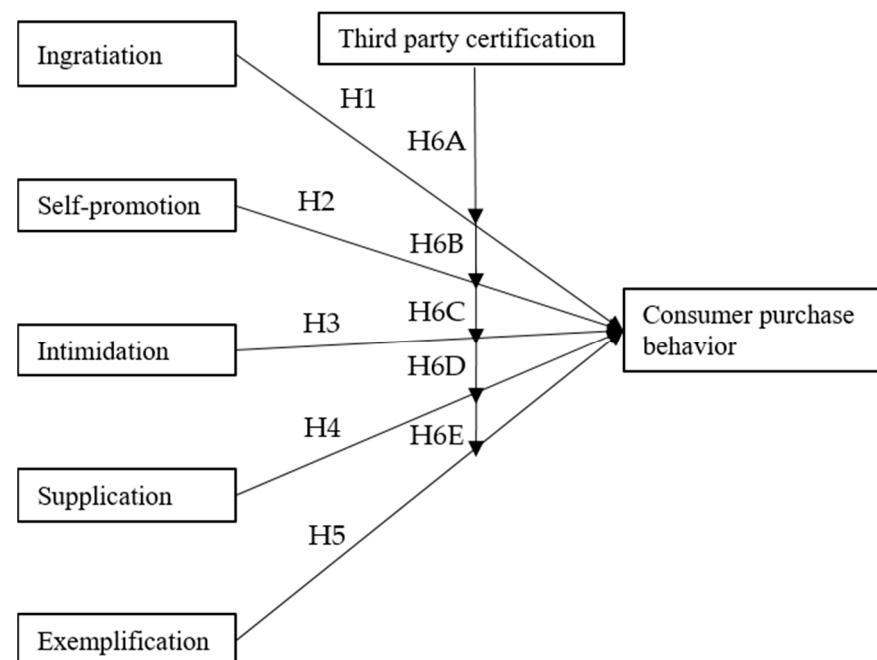 Third party certification
Ingratiation
H1
H6A
Self-promotion
H2
H6B
Consumer purchase
behavior
H6C
H3
Intimidation
H6D
H4
H6E
Supplication
H5
Exemplification